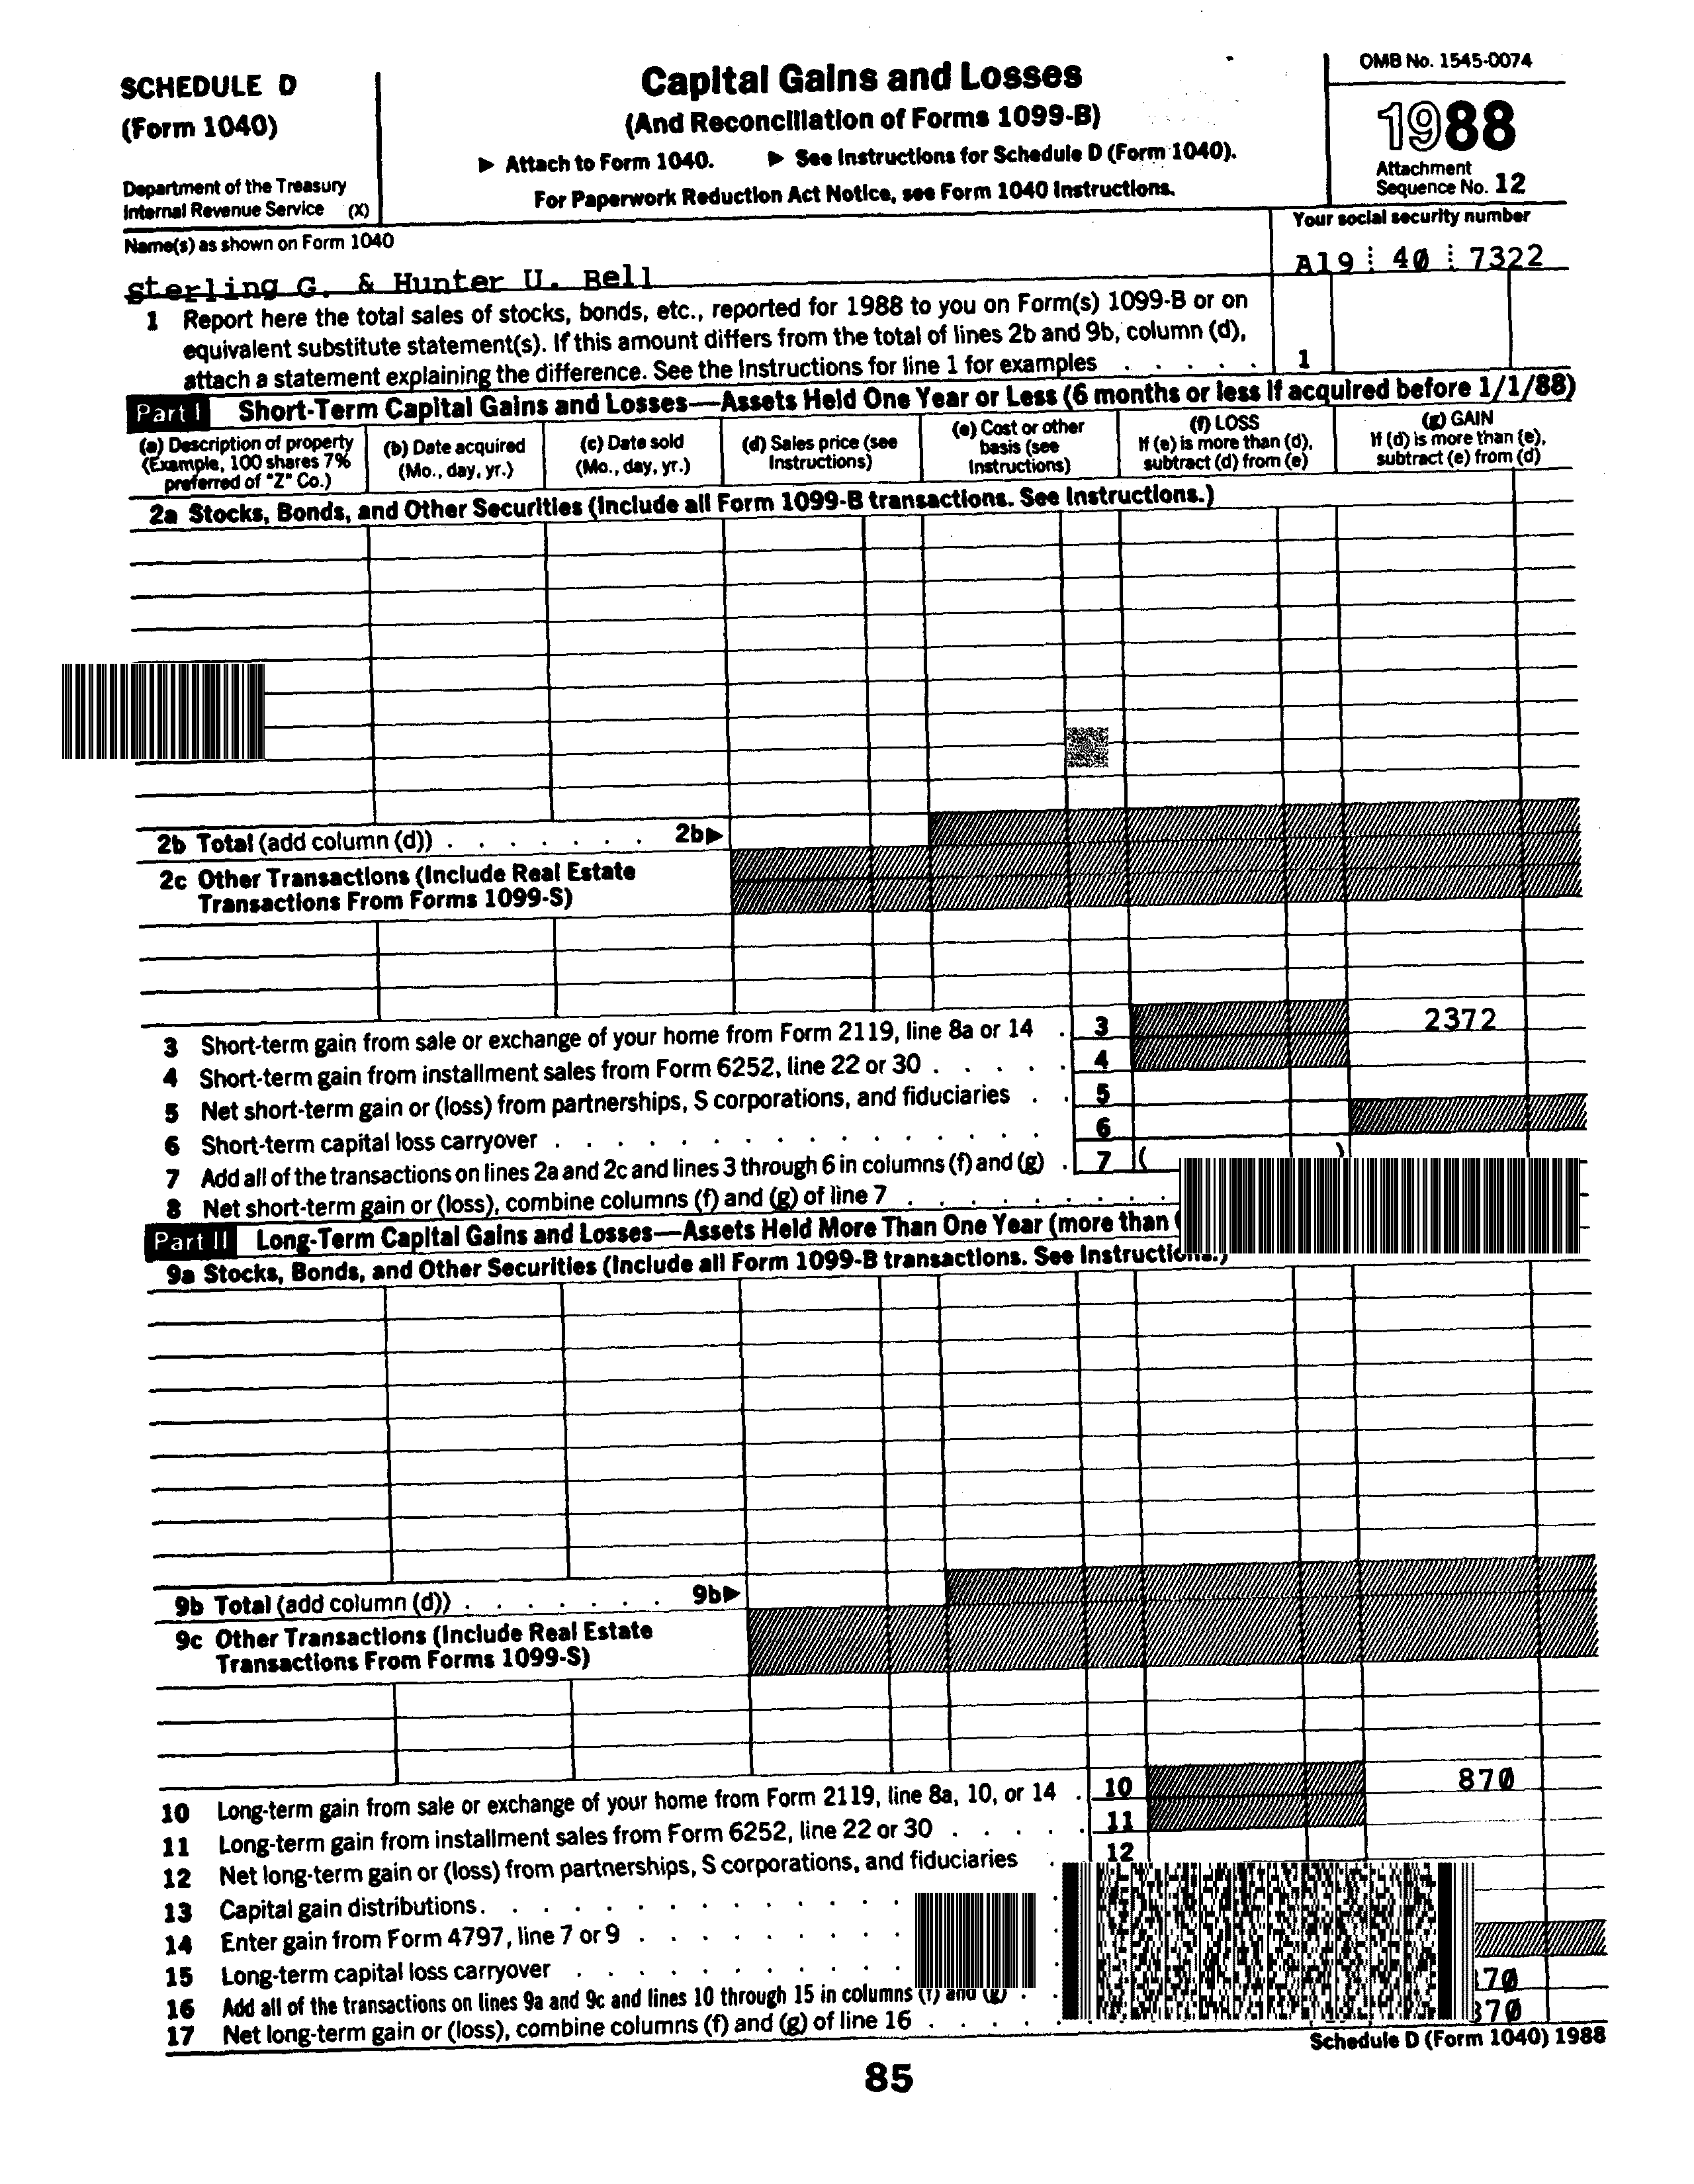 SCHEDULE D
(Form 1040)
Department of the Treasury
Internal Revenue Service (X)
Capital Gains and Losses
(And Reconciliation of Forms 1099-B)
▶ Attach to Form 1040. ▶ See Instructions for Schedule D (Form 1040).
For Paperwork Reduction Act Notice, see Form 1040 Instructions.
OMB No. 1545-0074
1988
Attachment
Sequence No. 12
Name(s) as shown on Form 1040
Your social security number
Sterling G. & Hunter U. Bell
A19 40 7322
1 Report here the total sales of stocks, bonds, etc., reported for 1988 to you on Form(s) 1099-B or on
equivalent substitute statement(s). If this amount differs from the total of lines 2b and 9b, column (d),
attach a statement explaining the difference. See the Instructions for line 1 for examples . . . . . 1
Part I Short-Term Capital Gains and Losses—Assets Held One Year or Less (6 months or less if acquired before 1/1/88)
(a) Description of property
(Example, 100 shares 7%
preferred of "Z" Co.)
(b) Date acquired
(Mo., day, yr.)
(c) Date sold
(Mo., day, yr.)
(d) Sales price (see
Instructions)
(e) Cost or other
basis (see
Instructions)
(f) LOSS
If (e) is more than (d),
subtract (d) from (e)
(g) GAIN
If (d) is more than (e),
subtract (e) from (d)
2a Stocks, Bonds, and Other Securities (Include all Form 1099-B transactions. See Instructions.)
2b Total (add column (d)) . . . . . . . 2b▶
2c Other Transactions (Include Real Estate
Transactions From Forms 1099-S)
3 Short-term gain from sale or exchange of your home from Form 2119, line 8a or 14 . 3 2372
4 Short-term gain from installment sales from Form 6252, line 22 or 30 . . . . . 4
5 Net short-term gain or (loss) from partnerships, S corporations, and fiduciaries . . 5
6 Short-term capital loss carryover . . . . . . . . . . . . . . . . 6
7 Add all of the transactions on lines 2a and 2c and lines 3 through 6 in columns (f) and (g) . 7 ( )
8 Net short-term gain or (loss), combine columns (f) and (g) of line 7 . . . . . . . . .
Part II Long-Term Capital Gains and Losses—Assets Held More Than One Year (more than
9a Stocks, Bonds, and Other Securities (Include all Form 1099-B transactions. See Instructions.)
9b Total (add column (d)) . . . . . . . 9b▶
9c Other Transactions (Include Real Estate
Transactions From Forms 1099-S)
10 Long-term gain from sale or exchange of your home from Form 2119, line 8a, 10, or 14 . 10 870
11 Long-term gain from installment sales from Form 6252, line 22 or 30 . . . . . 11
12 Net long-term gain or (loss) from partnerships, S corporations, and fiduciaries . 12
13 Capital gain distributions. . . . . . . . . . . . . .
14 Enter gain from Form 4797, line 7 or 9 . . . . . . . . .
15 Long-term capital loss carryover . . . . . . . . . . .
16 Add all of the transactions on lines 9a and 9c and lines 10 through 15 in columns (f) and (g) . .
17 Net long-term gain or (loss), combine columns (f) and (g) of line 16 . . . . .
Schedule D (Form 1040) 1988
85